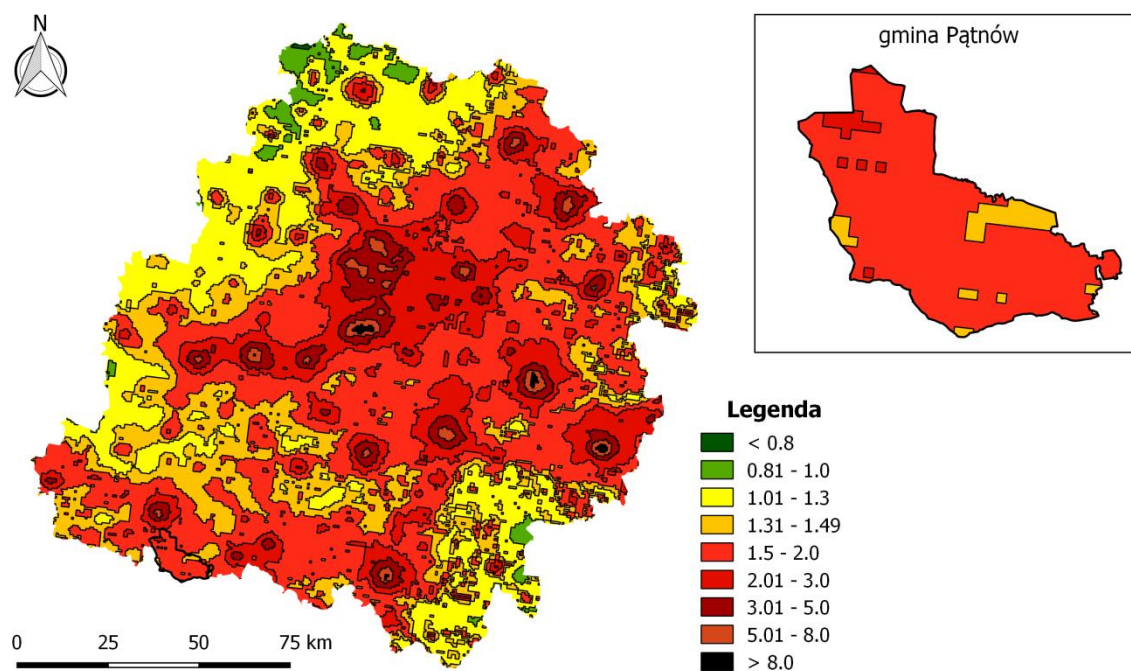 N
gmina Pątnów
Legenda
< 0.8
0.81 - 1.0
1.01 - 1.3
1.31 - 1.49
1.5 - 2.0
2.01 - 3.0
3.01 - 5.0
5.01 - 8.0
> 8.0
0 25 50 75 km